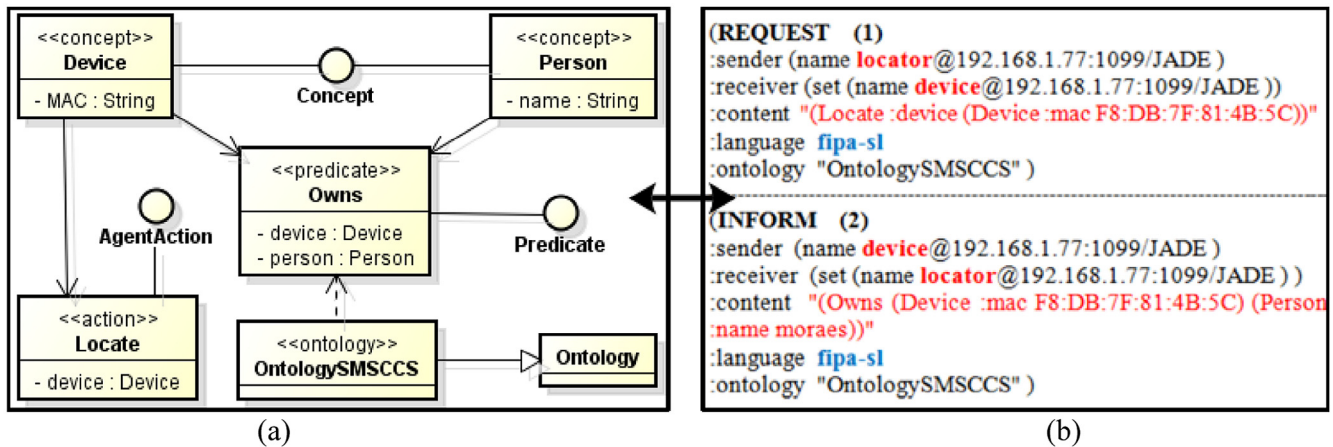 <<concept>>
Device
- MAC : String
Concept
<<concept>>
Person
- name : String
<<predicate>>
Owns
- device : Device
- person : Person
AgentAction
Predicate
<<action>>
Locate
- device : Device
<<ontology>>
OntologySMSCCS
Ontology
(a)
(REQUEST (1)
:sender (name locator@192.168.1.77:1099/JADE )
:receiver (set (name device@192.168.1.77:1099/JADE ))
:content "(Locate :device (Device :mac F8:DB:7F:81:4B:5C))"
:language fipa-sl
:ontology "OntologySMSCCS" )
(INFORM (2)
:sender (name device@192.168.1.77:1099/JADE )
:receiver (set (name locator@192.168.1.77:1099/JADE ) )
:content "(Owns (Device :mac F8:DB:7F:81:4B:5C) (Person
:name moraes))"
:language fipa-sl
:ontology "OntologySMSCCS" )
(b)